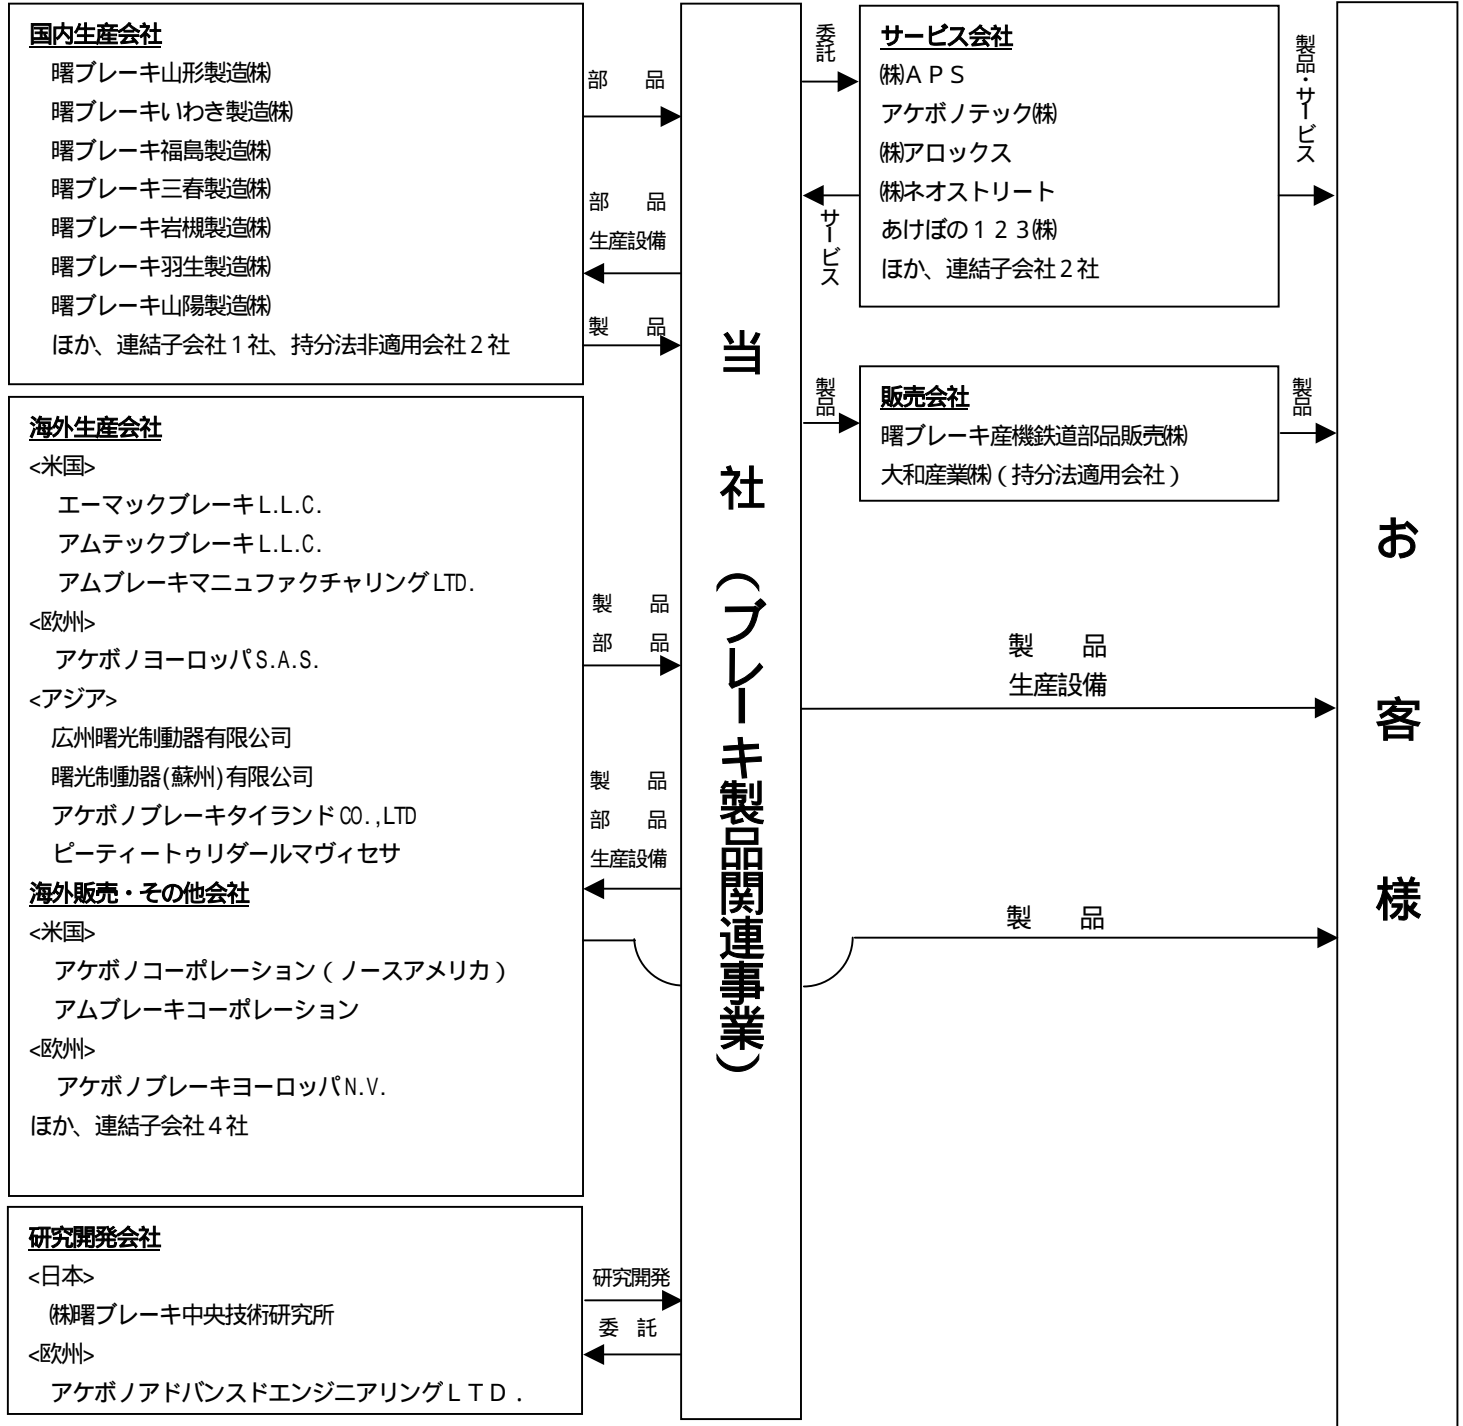 国内生産会社
曙ブレーキ山形製造㈱
曙ブレーキいわき製造㈱
曙ブレーキ福島製造㈱
曙ブレーキ三春製造㈱
曙ブレーキ岩槻製造㈱
曙ブレーキ羽生製造㈱
曙ブレーキ山陽製造㈱
ほか、連結子会社1社、持分法非適用会社2社
海外生産会社
<米国>
エーマックブレーキL.L.C.
アムテックブレーキL.L.C.
アムブレーキマニュファクチャリングLTD.
<欧州>
アケボノヨーロッパS.A.S.
<アジア>
広州曙光制動器有限公司
曙光制動器(蘇州)有限公司
アケボノブレーキタイランドCO.,LTD
ピーティートゥリダールマヴィセサ
海外販売・その他会社
<米国>
アケボノコーポレーション(ノースアメリカ)
アムブレーキコーポレーション
<欧州>
アケボノブレーキヨーロッパN.V.
ほか、連結子会社4社
研究開発会社
<日本>
㈱曙ブレーキ中央技術研究所
<欧州>
アケボノアドバンスドエンジニアリングLTD.
部 品
部 品
生産設備
製 品
製 品
部 品
製 品
部 品
生産設備
研究開発
委 託
当社(ブレーキ製品関連事業)
委託
サービス
製品
サービス会社
㈱APS
アケボノテック㈱
㈱アロックス
㈱ネオストリート
あけぼの123㈱
ほか、連結子会社2社
販売会社
曙ブレーキ産機鉄道部品販売㈱
大和産業㈱(持分法適用会社)
製品・サービス
製品
製 品
生産設備
製 品
お客様